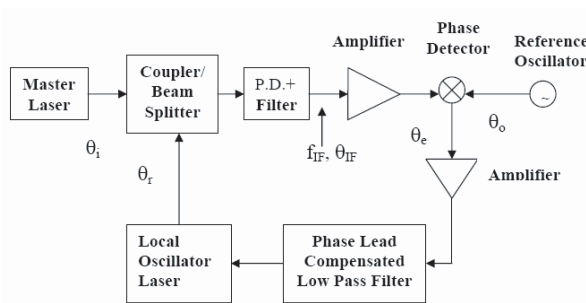 Master
Laser
Coupler/
Beam
Splitter
P.D.+
Filter
Amplifier
Phase
Detector
Reference
Oscillator
~
θi
θr
fIF, θIF
θe
θo
Amplifier
Local
Oscillator
Laser
Phase Lead
Compensated
Low Pass Filter